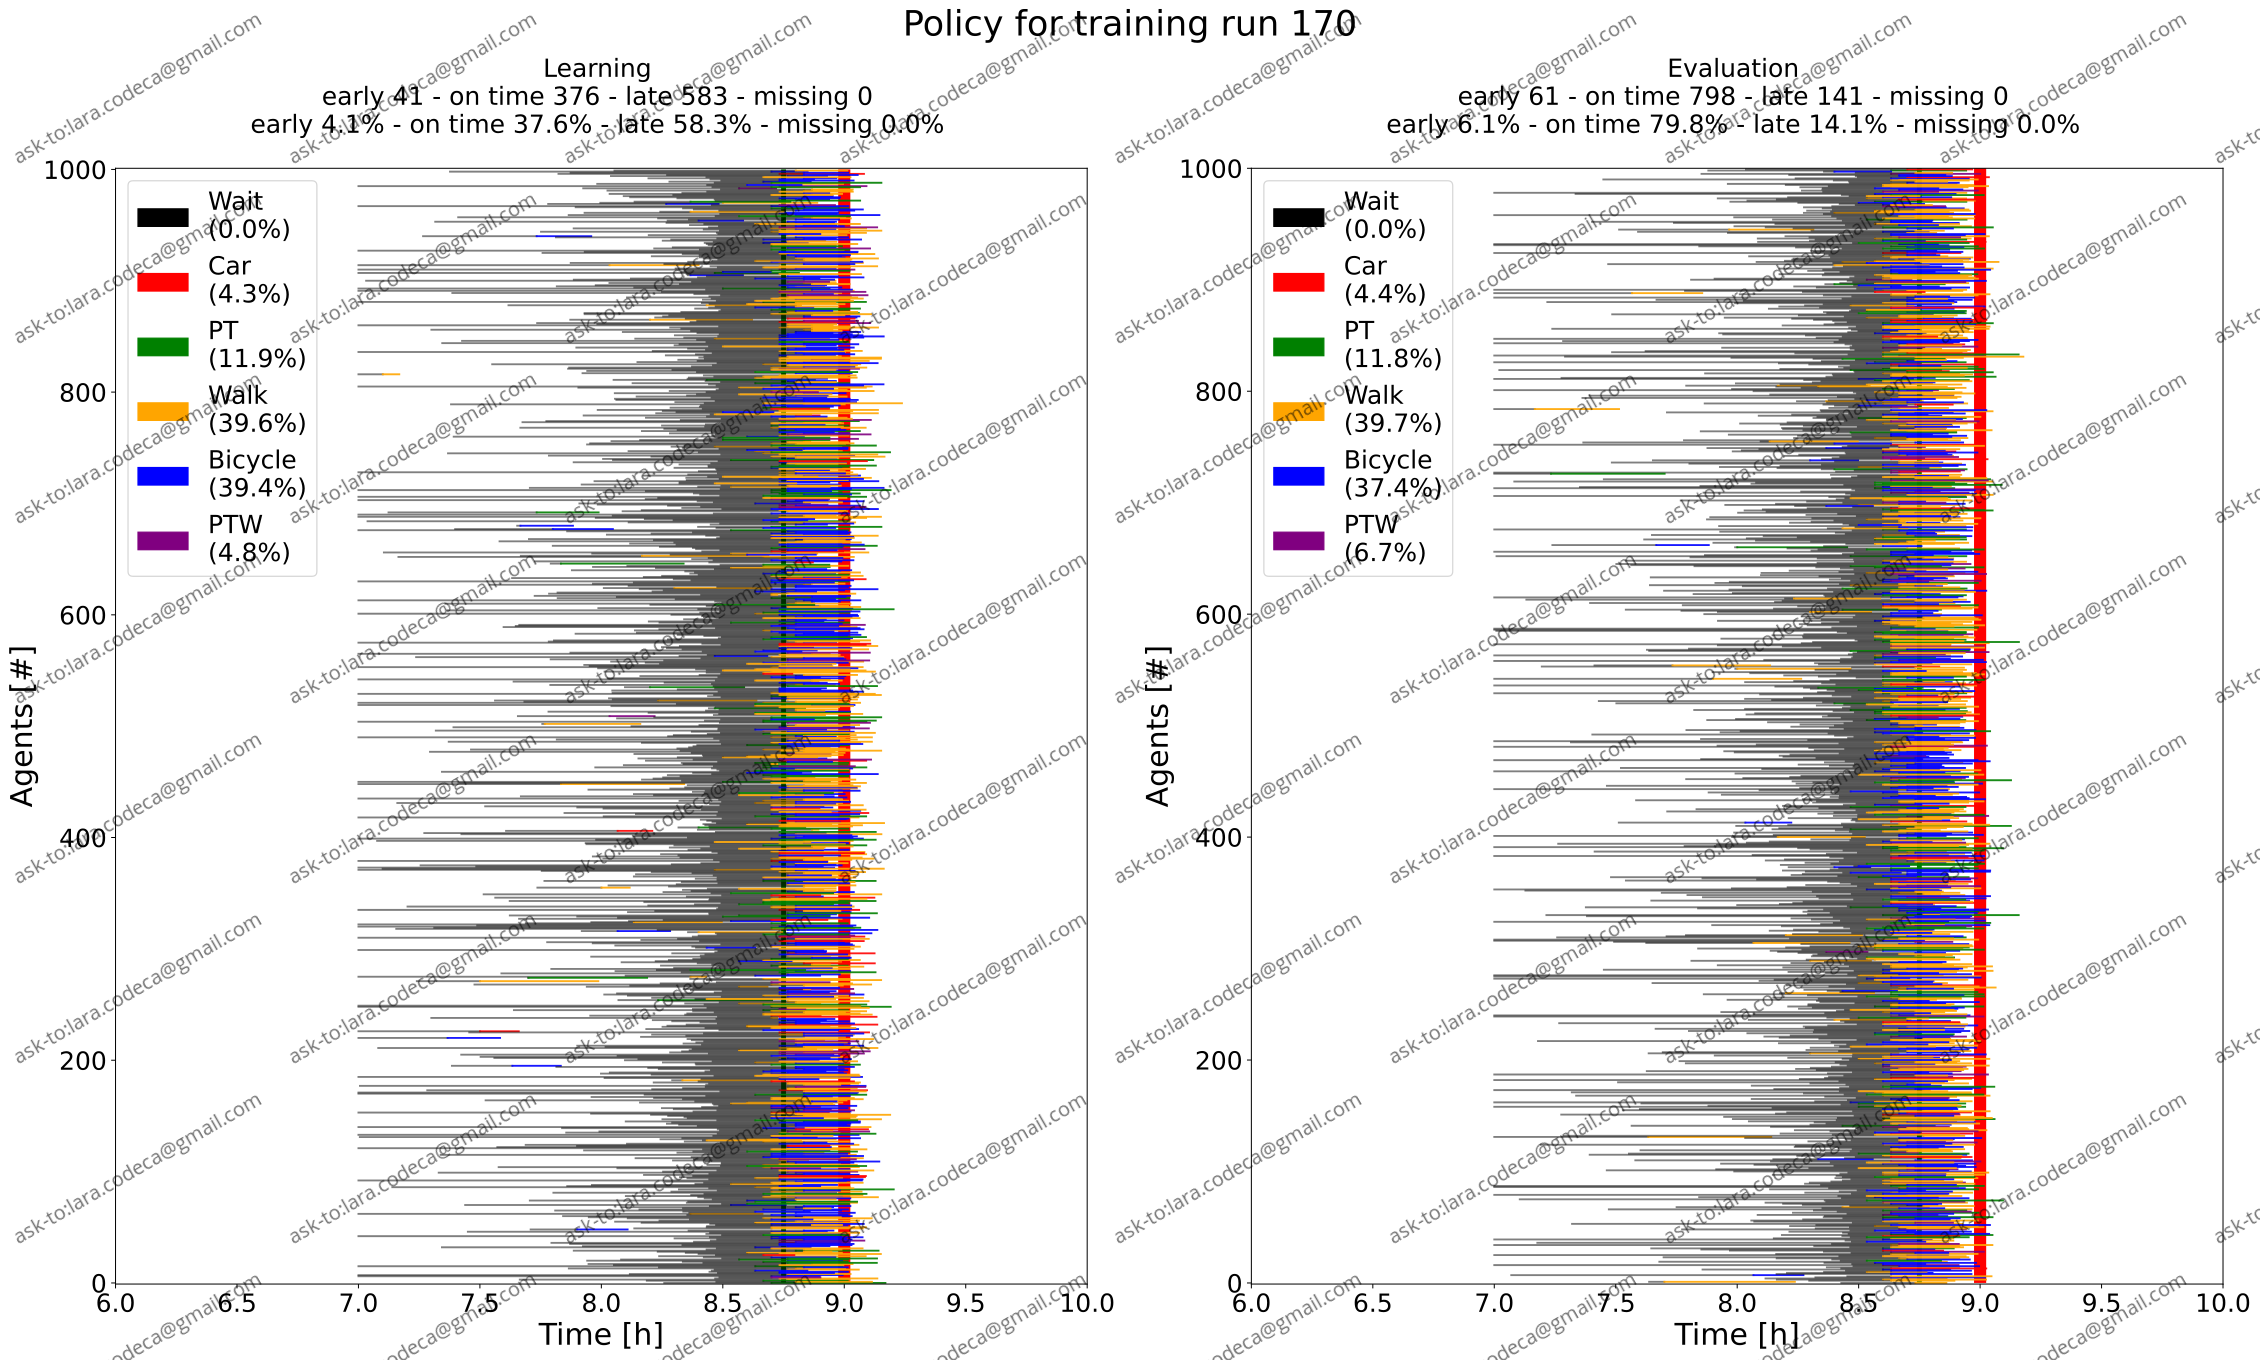 Policy for training run 170
Learning
early 41 - on time 376 - late 583 - missing 0
early 4.1% - on time 37.6% - late 58.3% - missing 0.0%
1000
800
600
400
200
0
Agents [#]
Wait
(0.0%)
Car
(4.3%)
PT
(11.9%)
Walk
(39.6%)
Bicycle
(39.4%)
PTW
(4.8%)
6.0 6.5 7.0 7.5 8.0 8.5 9.0 9.5 10.0
Time [h]
Evaluation
early 61 - on time 798 - late 141 - missing 0
early 6.1% - on time 79.8% - late 14.1% - missing 0.0%
1000
800
600
400
200
0
Agents [#]
Wait
(0.0%)
Car
(4.4%)
PT
(11.8%)
Walk
(39.7%)
Bicycle
(37.4%)
PTW
(6.7%)
6.0 6.5 7.0 7.5 8.0 8.5 9.0 9.5 10.0
Time [h]
ask-to:lara.codeca@gmail.com